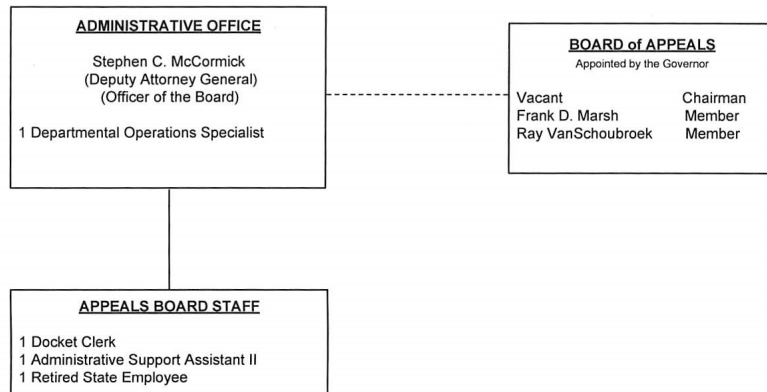 ADMINISTRATIVE OFFICE
Stephen C. McCormick
(Deputy Attorney General)
(Officer of the Board)
1 Departmental Operations Specialist
BOARD of APPEALS
Appointed by the Governor
Vacant Chairman
Frank D. Marsh Member
Ray VanSchoubroek Member
APPEALS BOARD STAFF
1 Docket Clerk
1 Administrative Support Assistant II
1 Retired State Employee